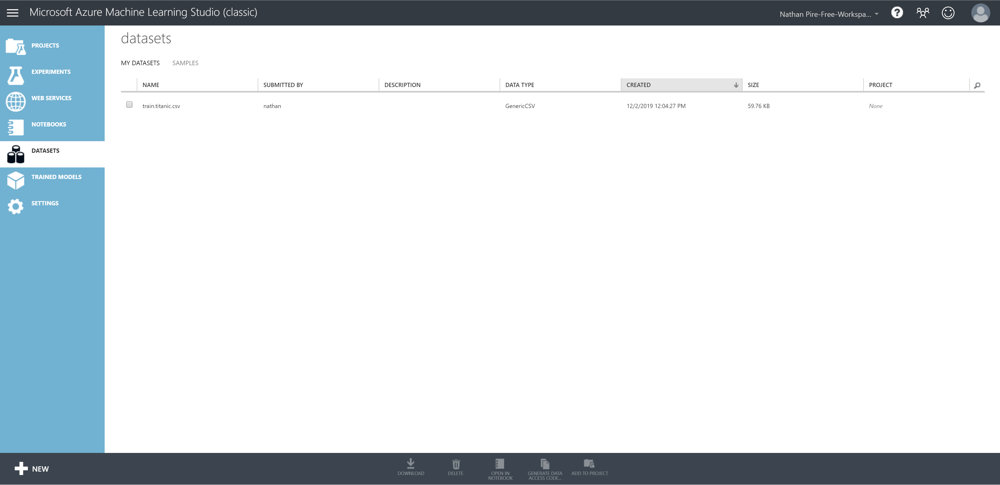 Microsoft Azure Machine Learning Studio (classic)
Nathan Pire-Free-Workspa...
PROJECTS
EXPERIMENTS
WEB SERVICES
NOTEBOOKS
DATASETS
TRAINED MODELS
SETTINGS
datasets
MY DATASETS SAMPLES
NAME SUBMITTED BY DESCRIPTION DATA TYPE CREATED SIZE PROJECT
train.titanic.csv nathan GenericCSV 12/2/2019 12:04:27 PM 59.76 KB None
NEW
DOWNLOAD
DELETE
OPEN IN
NOTEBOOK
GENERATE DATA
ACCESS CODE...
ADD TO PROJECT